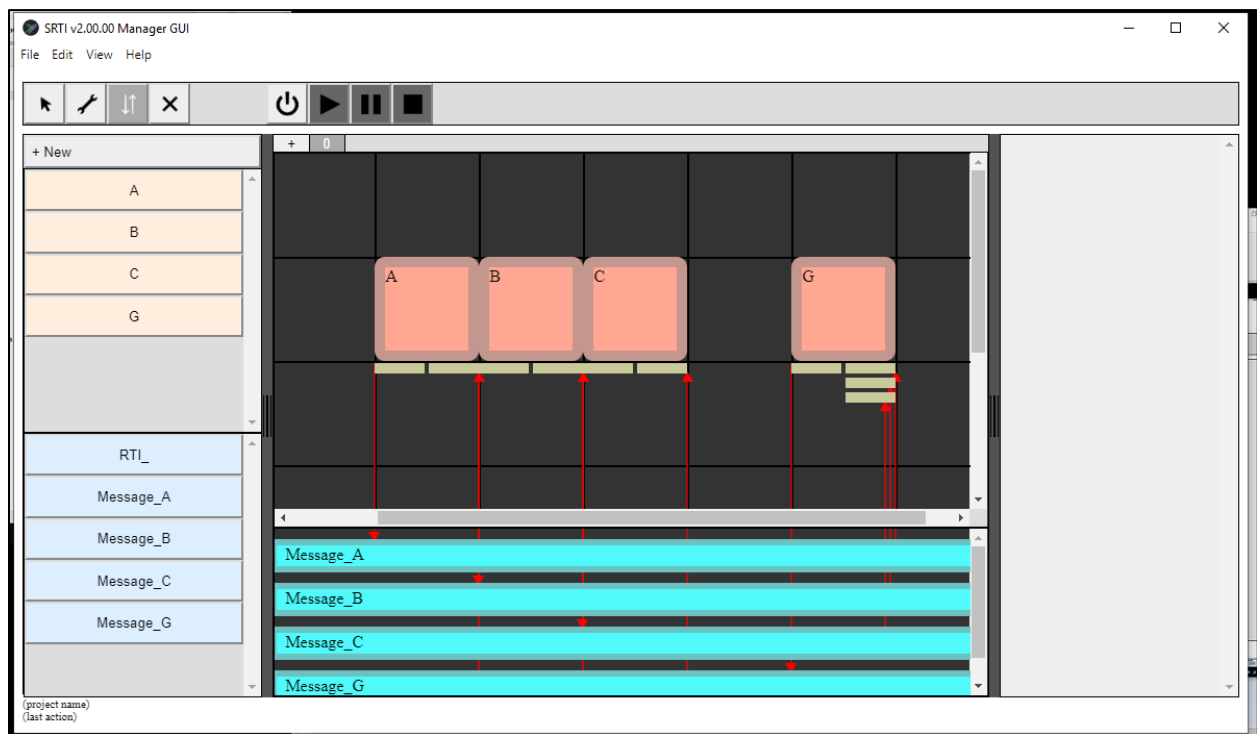 SRTI v2.00.00 Manager GUI
File Edit View Help
+ New
A
B
C
G
RTI_
Message_A
Message_B
Message_C
Message_G
+ 0
A B C G
Message_A
Message_B
Message_C
Message_G
(project name)
(last action)